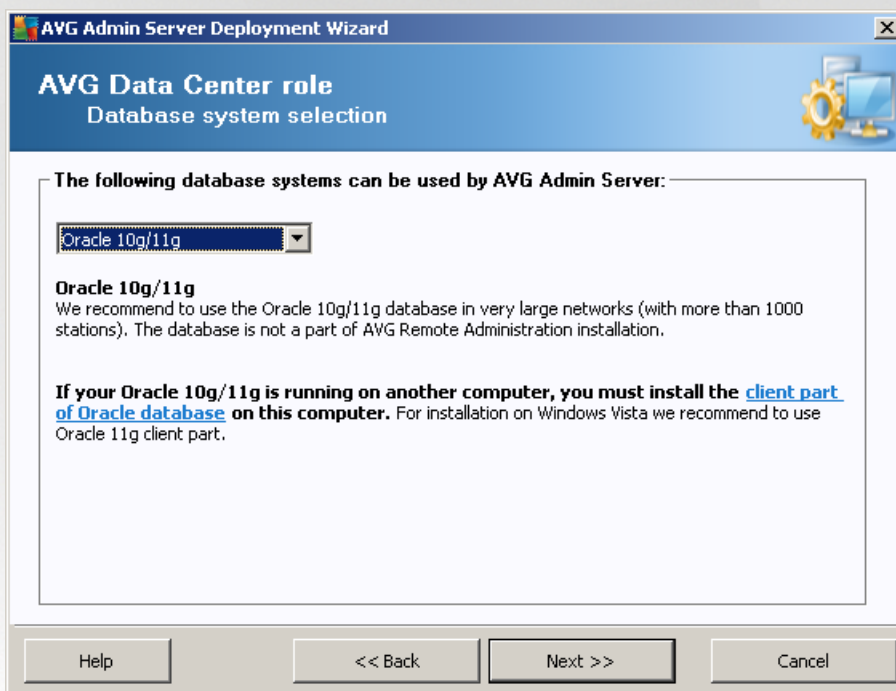 AVG Admin Server Deployment Wizard
AVG Data Center role
Database system selection
The following database systems can be used by AVG Admin Server:
Oracle 10g/11g
Oracle 10g/11g
We recommend to use the Oracle 10g/11g database in very large networks (with more than 1000
stations). The database is not a part of AVG Remote Administration installation.
If your Oracle 10g/11g is running on another computer, you must install the client part
of Oracle database on this computer. For installation on Windows Vista we recommend to use
Oracle 11g client part.
Help
<< Back
Next >>
Cancel